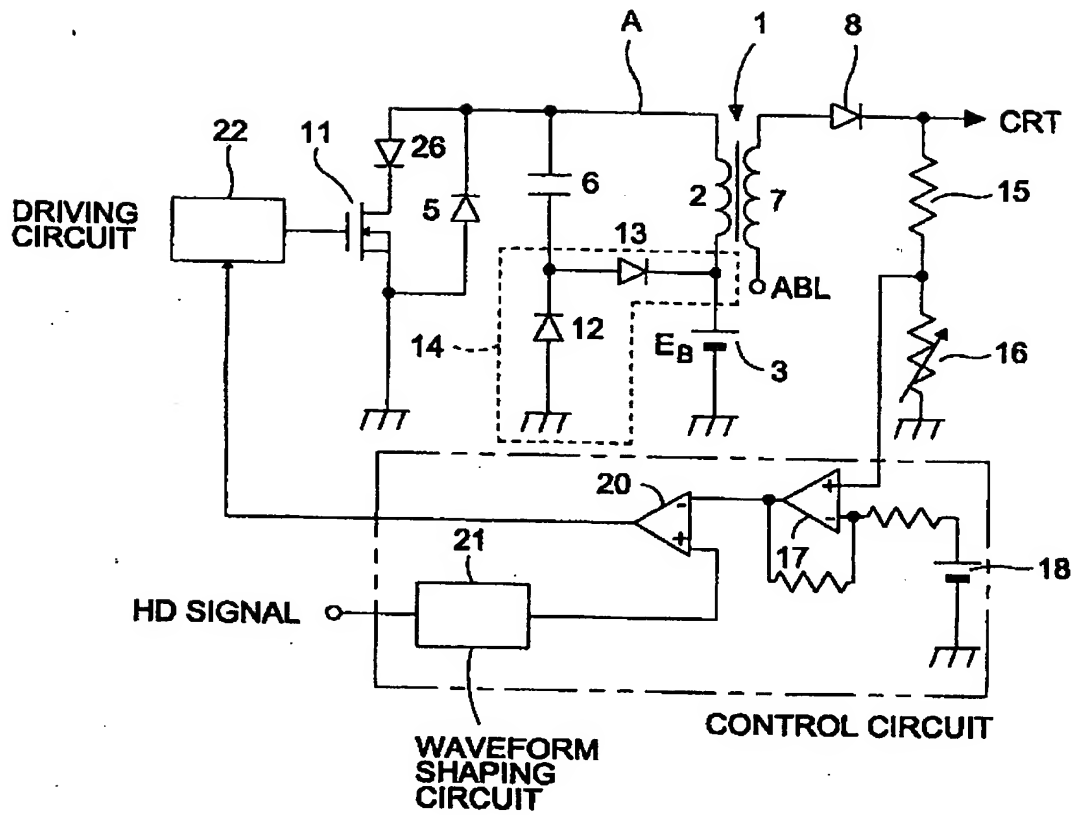 A
1
8
22
11
26
CRT
5
6
2
7
15
DRIVING
CIRCUIT
13
ABL
12
14
EB
3
16
20
17
18
21
HD SIGNAL
CONTROL CIRCUIT
WAVEFORM
SHAPING
CIRCUIT
+
-
-
+